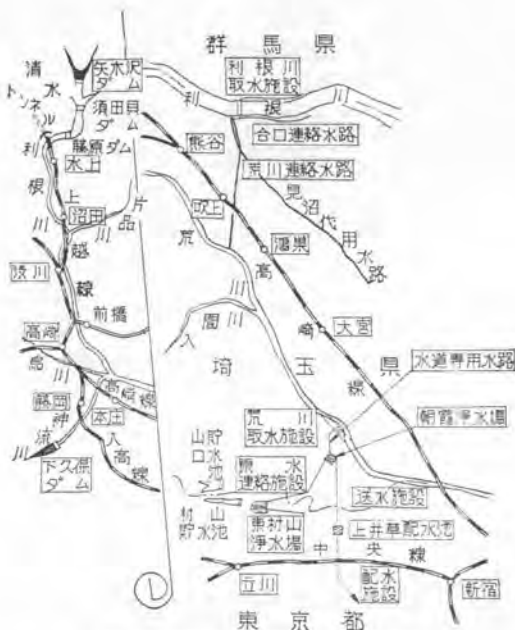 群馬県
清水
トンネル
矢木沢
ダム
利根川
取水施設
利根川
須田貝
ダム
合口連絡水路
藤原ダム
熊谷
水上
荒川連絡水路
利根川
吹上
見沼代用水路
沼田
片品川
荒川
鴻巣
上越線
高崎線
前橋
入間川
大宮
高崎
埼玉県
烏川
高崎線
水道専用水路
藤岡
本庄
荒川
取水施設
朝霞浄水場
神流川
八高線
山口
貯水池
原水
連絡施設
下久保
ダム
送水施設
村山
貯水池
東村山
浄水場
上井草配水池
中央線
立川
配水
施設
新宿
東京都